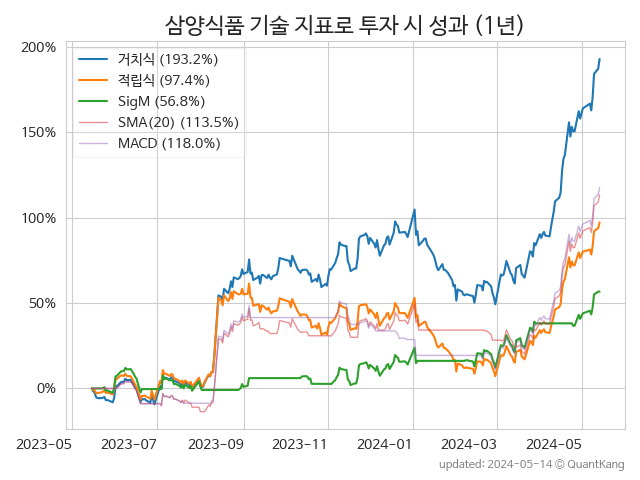 삼양식품 기술 지표로 투자 시 성과 (1년)
200%
150%
100%
50%
0%
거치식 (193.2%)
적립식 (97.4%)
SigM (56.8%)
SMA(20) (113.5%)
MACD (118.0%)
2023-05 2023-07 2023-09 2023-11 2024-01 2024-03 2024-05
updated: 2024-05-14 © QuantKang